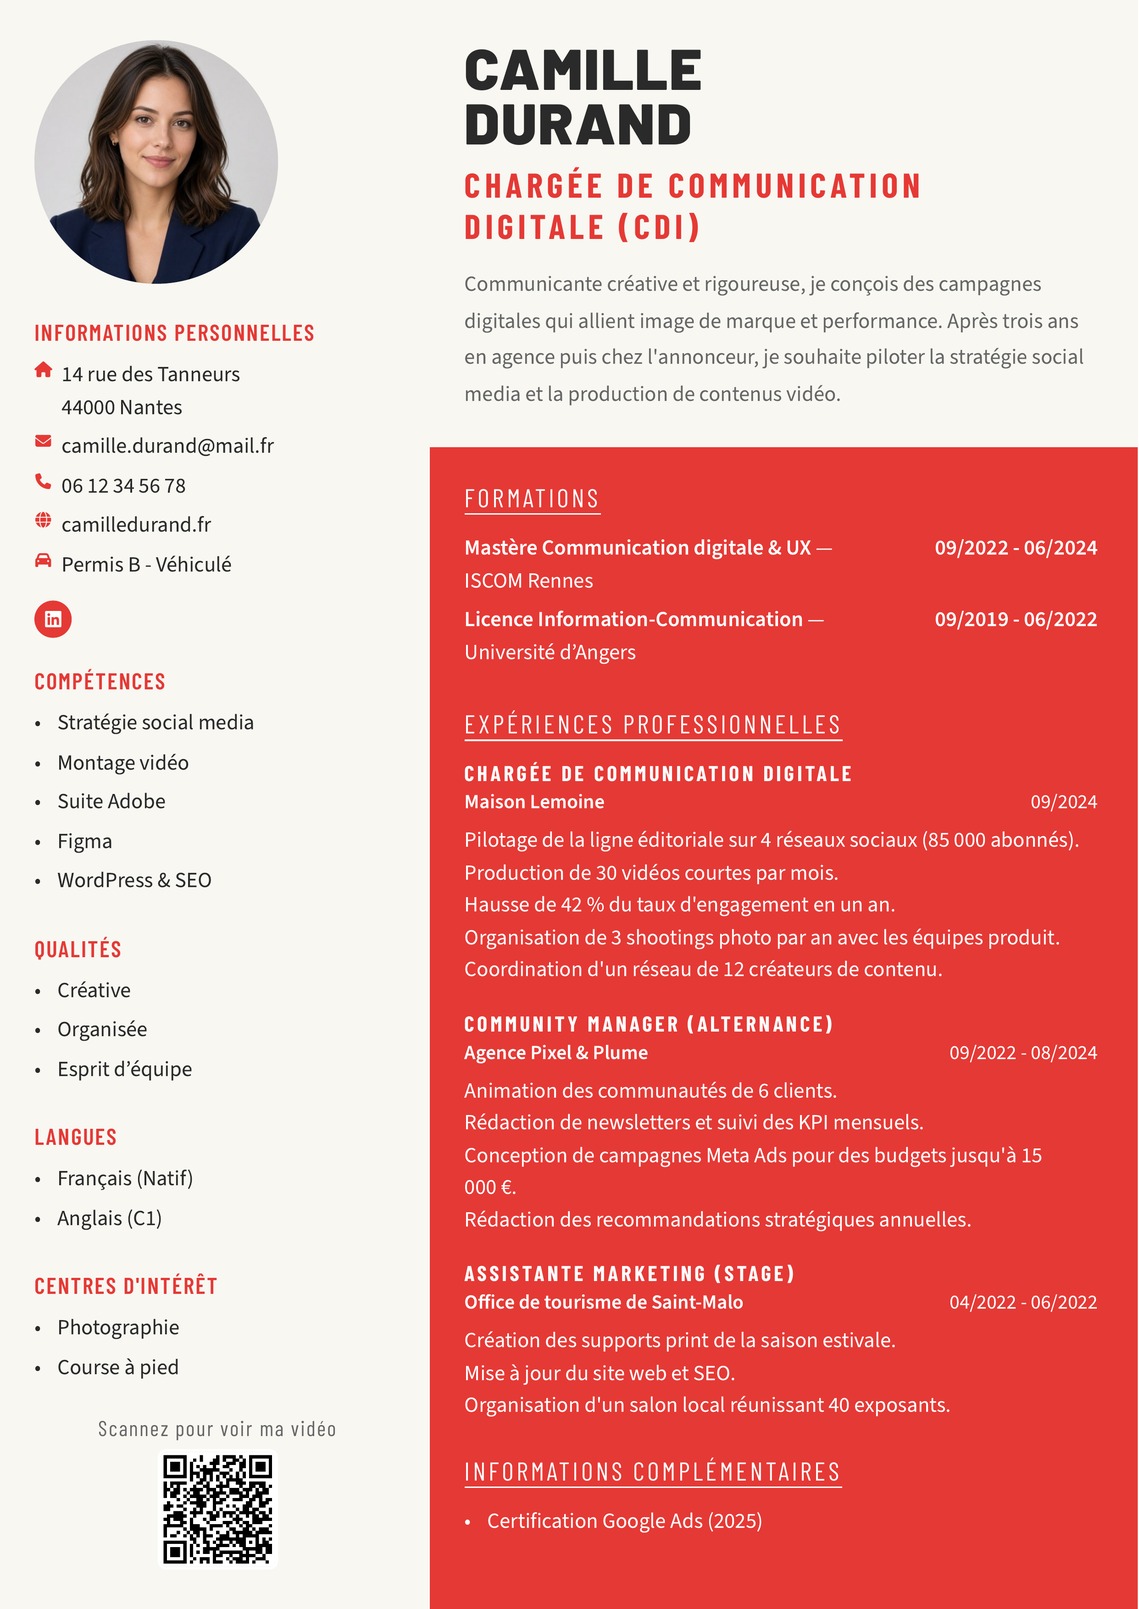 CAMILLE
DURAND
CHARGÉE DE COMMUNICATION
DIGITALE (CDI)
Communicante créative et rigoureuse, je conçois des campagnes
digitales qui allient image de marque et performance. Après trois ans
en agence puis chez l'annonceur, je souhaite piloter la stratégie social
media et la production de contenus vidéo.
INFORMATIONS PERSONNELLES
14 rue des Tanneurs
44000 Nantes
camille.durand@mail.fr
06 12 34 56 78
camilledurand.fr
Permis B - Véhiculé
in
COMPÉTENCES
• Stratégie social media
• Montage vidéo
• Suite Adobe
• Figma
• WordPress & SEO
QUALITÉS
• Créative
• Organisée
• Esprit d’équipe
LANGUES
• Français (Natif)
• Anglais (C1)
CENTRES D'INTÉRÊT
• Photographie
• Course à pied
Scannez pour voir ma vidéo
FORMATIONS
Mastère Communication digitale & UX — 09/2022 - 06/2024
ISCOM Rennes
Licence Information-Communication — 09/2019 - 06/2022
Université d’Angers
EXPÉRIENCES PROFESSIONNELLES
CHARGÉE DE COMMUNICATION DIGITALE
Maison Lemoine 09/2024
Pilotage de la ligne éditoriale sur 4 réseaux sociaux (85 000 abonnés).
Production de 30 vidéos courtes par mois.
Hausse de 42 % du taux d'engagement en un an.
Organisation de 3 shootings photo par an avec les équipes produit.
Coordination d'un réseau de 12 créateurs de contenu.
COMMUNITY MANAGER (ALTERNANCE)
Agence Pixel & Plume 09/2022 - 08/2024
Animation des communautés de 6 clients.
Rédaction de newsletters et suivi des KPI mensuels.
Conception de campagnes Meta Ads pour des budgets jusqu'à 15
000 €.
Rédaction des recommandations stratégiques annuelles.
ASSISTANTE MARKETING (STAGE)
Office de tourisme de Saint-Malo 04/2022 - 06/2022
Création des supports print de la saison estivale.
Mise à jour du site web et SEO.
Organisation d'un salon local réunissant 40 exposants.
INFORMATIONS COMPLÉMENTAIRES
• Certification Google Ads (2025)